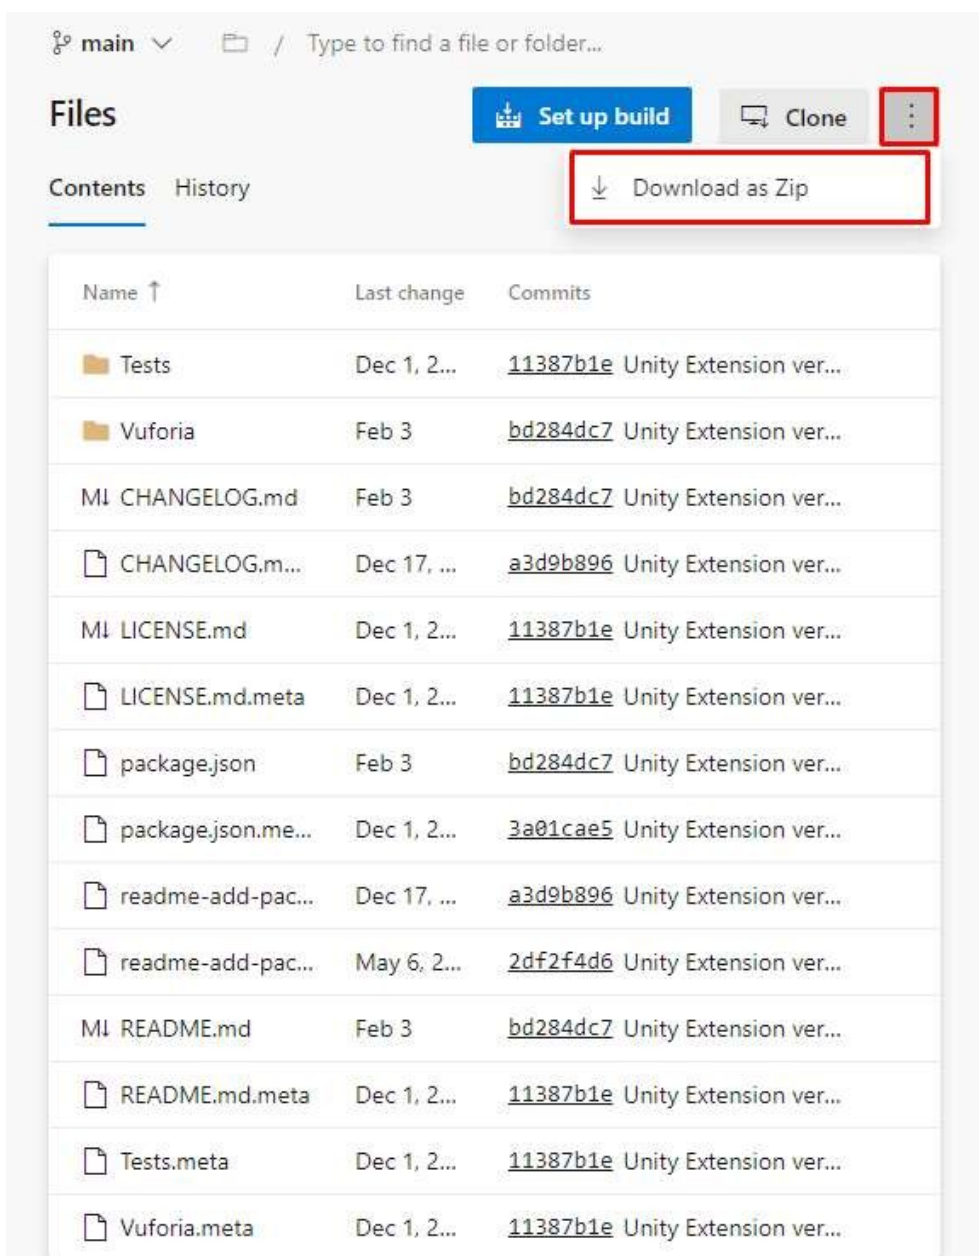 main / Type to find a file or folder...
Files Set up build Clone
Contents History Download as Zip
Name ↑ Last change Commits
Tests Dec 1, 2... 11387b1e Unity Extension ver...
Vuforia Feb 3 bd284dc7 Unity Extension ver...
M↓ CHANGELOG.md Feb 3 bd284dc7 Unity Extension ver...
CHANGELOG.m... Dec 17, ... a3d9b896 Unity Extension ver...
M↓ LICENSE.md Dec 1, 2... 11387b1e Unity Extension ver...
LICENSE.md.meta Dec 1, 2... 11387b1e Unity Extension ver...
package.json Feb 3 bd284dc7 Unity Extension ver...
package.json.me... Dec 1, 2... 3a01cae5 Unity Extension ver...
readme-add-pac... Dec 17, ... a3d9b896 Unity Extension ver...
readme-add-pac... May 6, 2... 2df2f4d6 Unity Extension ver...
M↓ README.md Feb 3 bd284dc7 Unity Extension ver...
README.md.meta Dec 1, 2... 11387b1e Unity Extension ver...
Tests.meta Dec 1, 2... 11387b1e Unity Extension ver...
Vuforia.meta Dec 1, 2... 11387b1e Unity Extension ver...